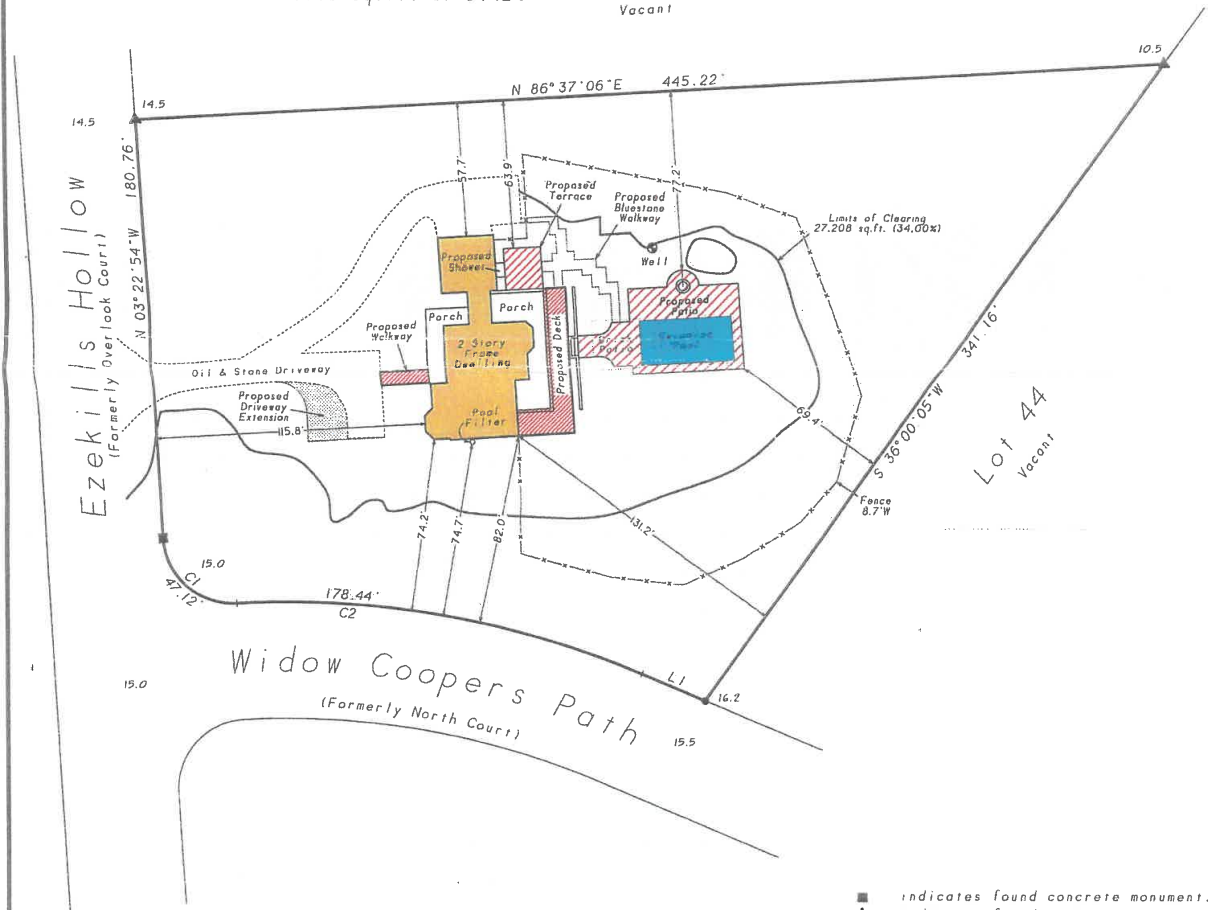 Vacant
10.5
N 86° 37' 06" E 445.22'
14.5
14.5
N 03° 22' 54" W 180.76'
Ezekills Hollow
(Formerly Overlook Court)
57.7'
63.9'
77.2'
Proposed
Terrace
Proposed
Bluestone
Walkway
Limits of Clearing
27,208 sq.ft. (34.00%)
Well
Proposed
Shower
Proposed
Patio
Porch
Porch
Proposed
Walkway
2 Story
Frame
Dwelling
Proposed Deck
Pool
Oil & Stone Driveway
Proposed
Driveway
Extension
115.8'
Pool
Filter
69.4'
341.16'
S 36° 00' 05" W
Lot 44
Vacant
Fence
8.7'W
74.2'
74.7'
82.0'
131.2'
15.0
C1
47.12'
178.44'
C2
L1
16.2
Widow Coopers Path
(Formerly North Court)
15.0
15.5
indicates found concrete monument.